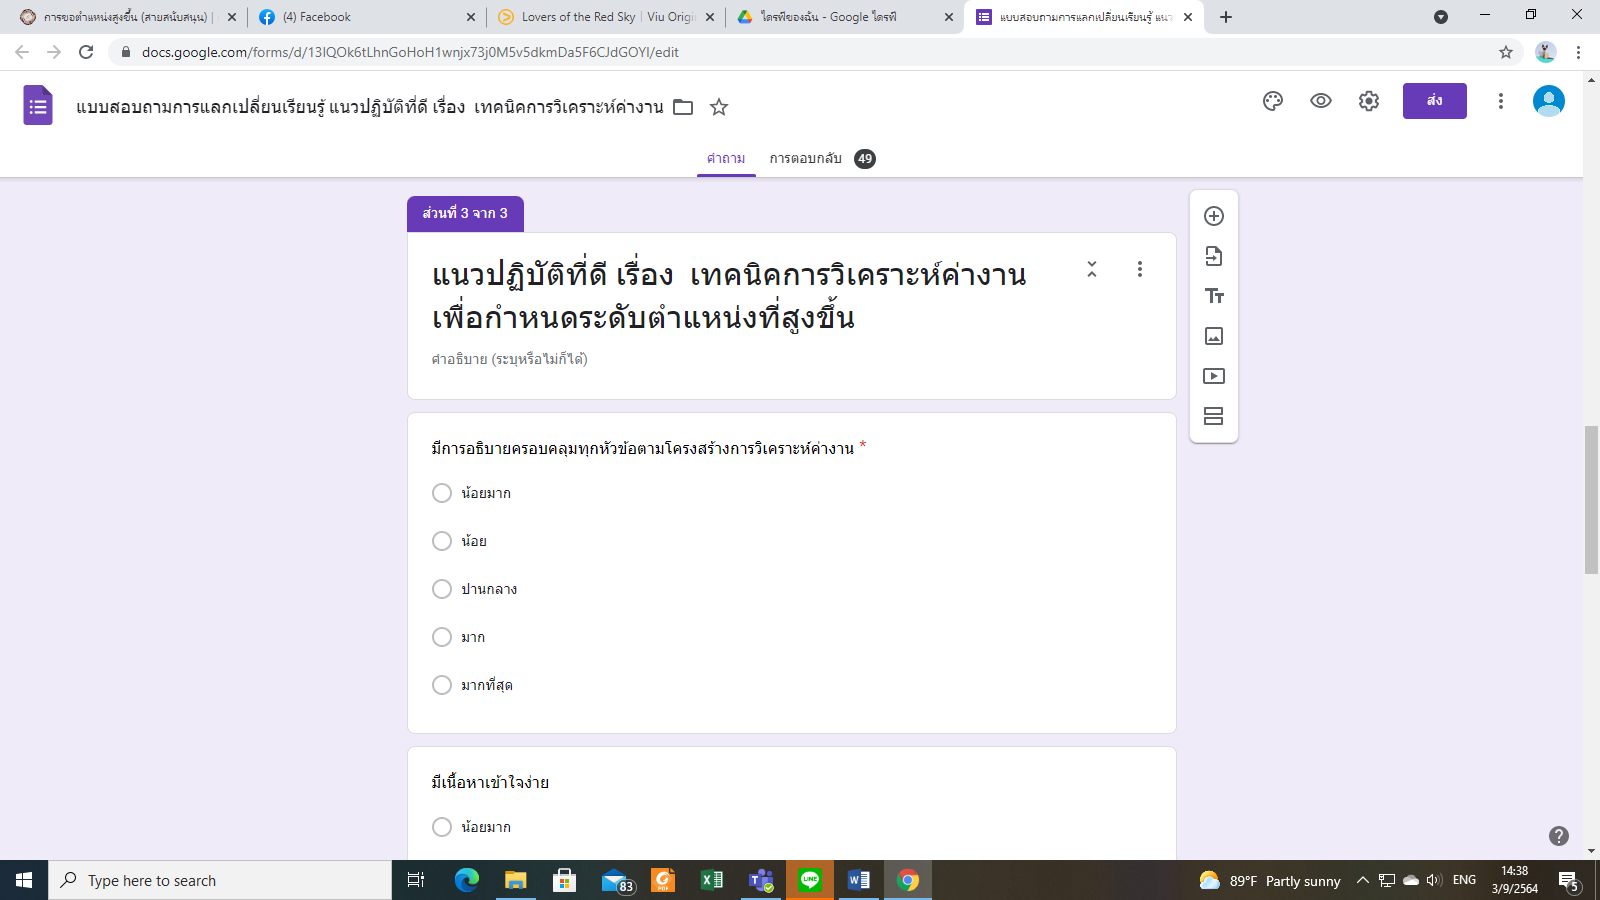 การขอตำแหน่งสูงขึ้น (สายสนับสนุน) |
(4) Facebook
Lovers of the Red Sky | Viu Origi
ไดรฟ์ของฉัน - Google ไดรฟ์
แบบสอบถามการแลกเปลี่ยนเรียนรู้ แนว
docs.google.com/forms/d/13IQOk6tLhnGoHoH1wnjx73j0M5v5dkmDa5F6CJdGOYI/edit
แบบสอบถามการแลกเปลี่ยนเรียนรู้ แนวปฏิบัติที่ดี เรื่อง เทคนิคการวิเคราะห์ค่างาน
ส่ง
คำถาม
การตอบกลับ 49
ส่วนที่ 3 จาก 3
แนวปฏิบัติที่ดี เรื่อง เทคนิคการวิเคราะห์ค่างาน
เพื่อกำหนดระดับตำแหน่งที่สูงขึ้น
คำอธิบาย (ระบุหรือไม่ก็ได้)
มีการอธิบายครอบคลุมทุกหัวข้อตามโครงสร้างการวิเคราะห์ค่างาน *
น้อยมาก
น้อย
ปานกลาง
มาก
มากที่สุด
มีเนื้อหาเข้าใจง่าย
น้อยมาก
Type here to search
83
PDF
LINE
89°F Partly sunny
ENG
14:38
3/9/2564
5